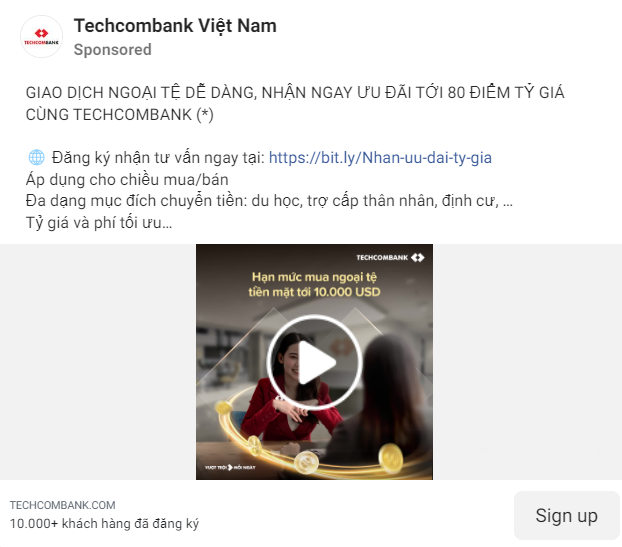 Techcombank Việt Nam
TECHCOMBANK
Sponsored
GIAO DỊCH NGOẠI TỆ DỄ DÀNG, NHẬN NGAY ƯU ĐÃI TỚI 80 ĐIỂM TỶ GIÁ
CÙNG TECHCOMBANK (*)
🌐 Đăng ký nhận tư vấn ngay tại: https://bit.ly/Nhan-uu-dai-ty-gia
Áp dụng cho chiều mua/bán
Đa dạng mục đích chuyển tiền: du học, trợ cấp thân nhân, định cư, ...
Tỷ giá và phí tối ưu…
TECHCOMBANK
Hạn mức mua ngoại tệ
tiền mặt tới 10.000 USD
VƯỢT TRỘI MỖI NGÀY
TECHCOMBANK.COM
10.000+ khách hàng đã đăng ký
Sign up